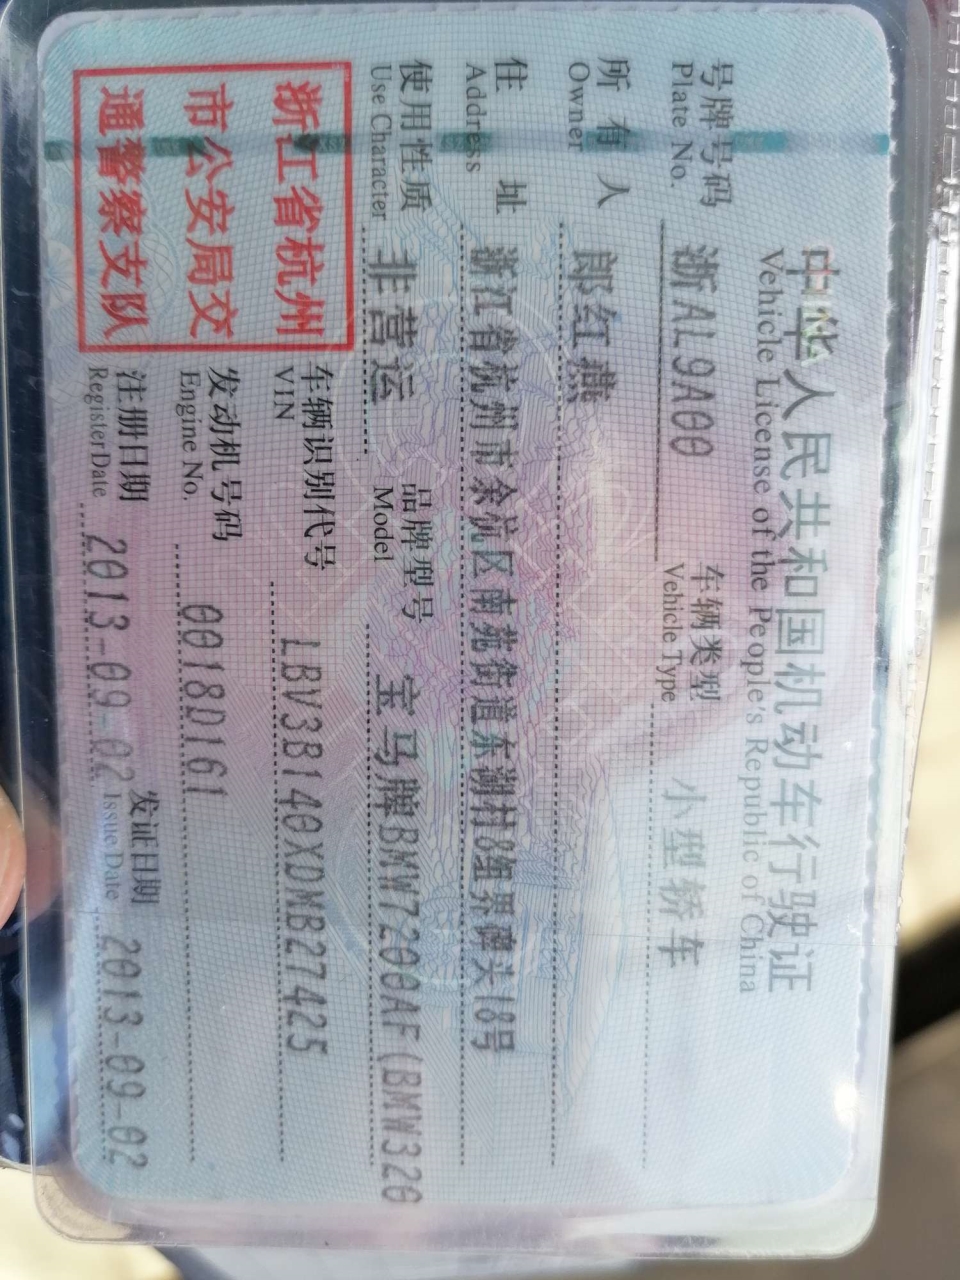 中华人民共和国机动车行驶证
Vehicle License of the People's Republic of China
号牌号码 浙AL9A00 车辆类型 小型轿车
Plate No. Vehicle Type
所有人 郎红燕
Owner
住址 浙江省杭州市余杭区南苑街道东湖村8组界碑头18号
Address
使用性质 非营运 品牌型号 宝马牌BMW7200AF(BMW320
Use Character Model
浙江省杭州
市公安局交
通警察支队
车辆识别代号 LBV3B140XDMB27425
VIN
发动机号码 0018D161
Engine No.
注册日期 2013-09-02 发证日期 2013-09-02
Register Date Issue Date